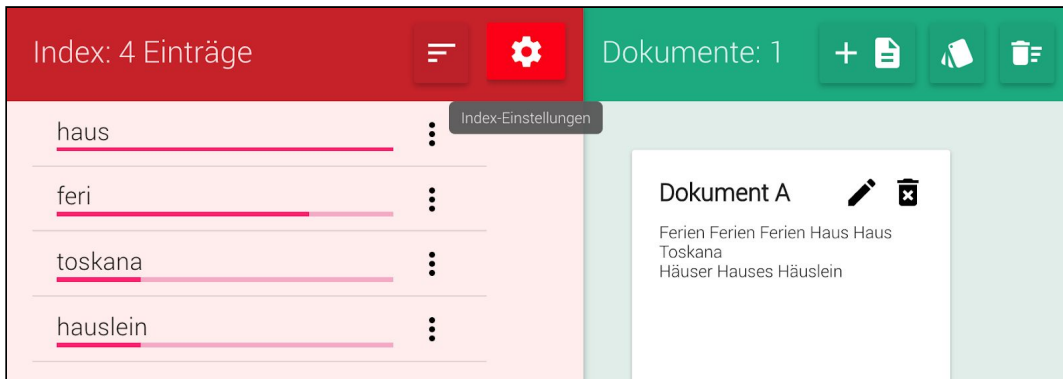 Index: 4 Einträge
Dokumente: 1
Index-Einstellungen
haus
feri
toskana
hauslein
Dokument A
Ferien Ferien Ferien Haus Haus
Toskana
Häuser Hauses Häuslein